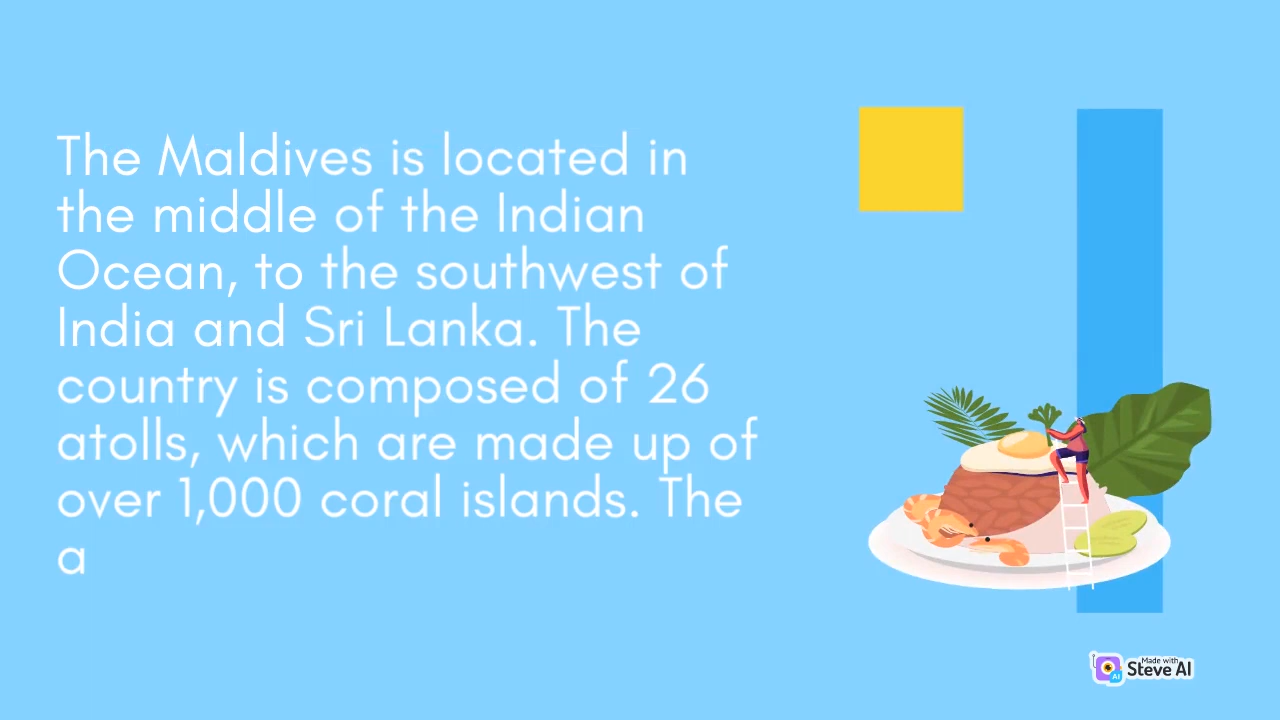 The Maldives is located in
the middle of the Indian
Ocean, to the southwest of
India and Sri Lanka. The
country is composed of 26
atolls, which are made up of
over 1,000 coral islands. The
a
Made with
Steve AI
AI